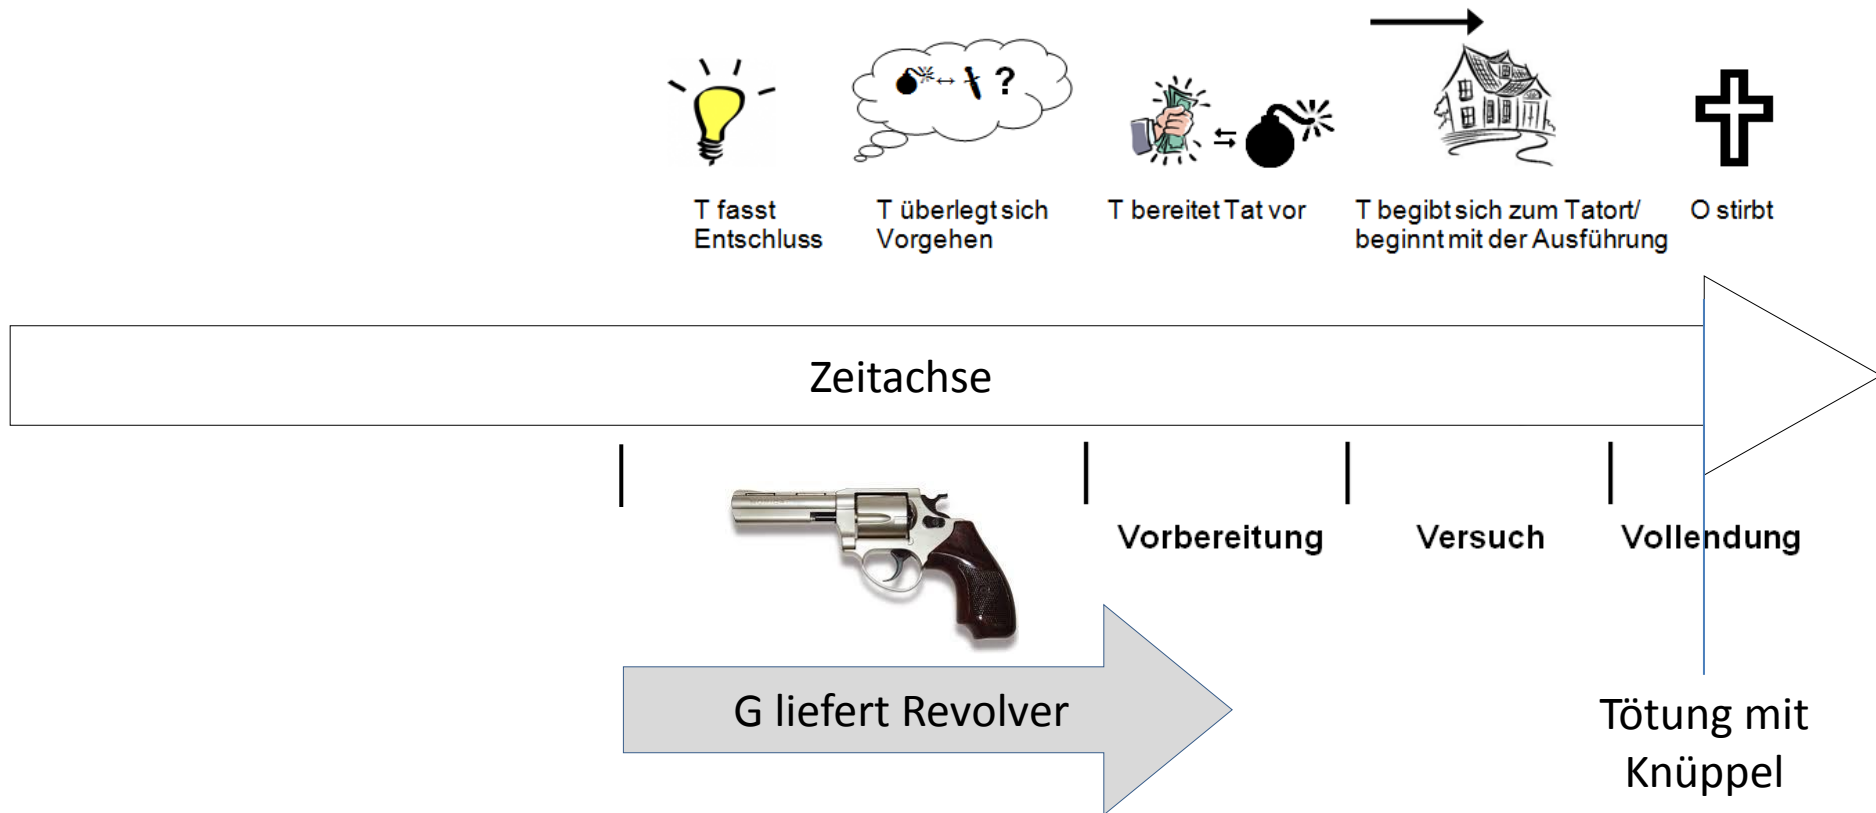 ?
T fasst
Entschluss
T überlegt sich
Vorgehen
T bereitet Tat vor
T begibt sich zum Tatort/
beginnt mit der Ausführung
O stirbt
Zeitachse
Vorbereitung
Versuch
Vollendung
G liefert Revolver
Tötung mit
Knüppel